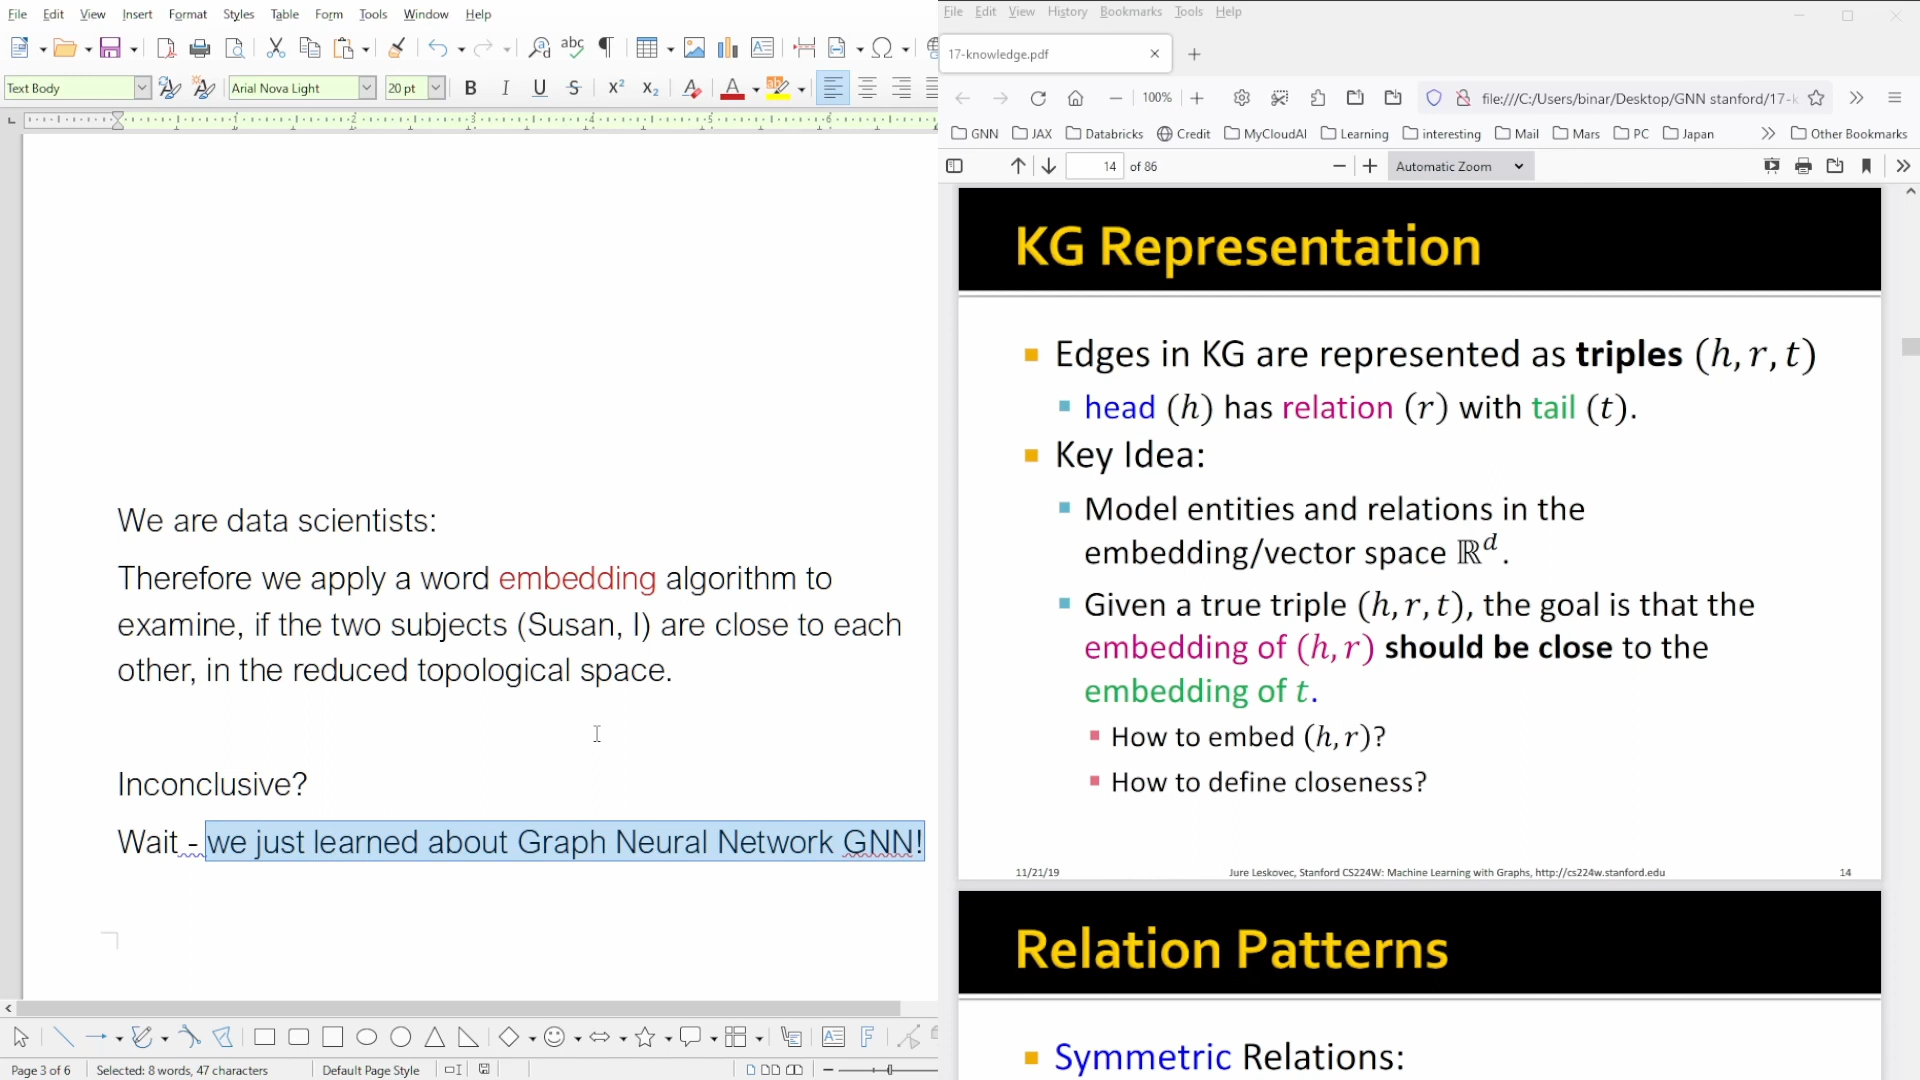 File Edit View Insert Format Styles Table Form Tools Window Help
Text Body
Arial Nova Light
20 pt
We are data scientists:
Therefore we apply a word embedding algorithm to
examine, if the two subjects (Susan, I) are close to each
other, in the reduced topological space.
Inconclusive?
Wait - we just learned about Graph Neural Network GNN!
Page 3 of 6 Selected: 8 words, 47 characters Default Page Style
File Edit View History Bookmarks Tools Help
17-knowledge.pdf
100%
file:///C:/Users/binar/Desktop/GNN stanford/17-k
GNN JAX Databricks Credit MyCloudAI Learning interesting Mail Mars PC Japan Other Bookmarks
14 of 86 Automatic Zoom
KG Representation
Edges in KG are represented as triples (h, r, t)
head (h) has relation (r) with tail (t).
Key Idea:
Model entities and relations in the
embedding/vector space ℝᵈ.
Given a true triple (h, r, t), the goal is that the
embedding of (h, r) should be close to the
embedding of t.
How to embed (h, r)?
How to define closeness?
11/21/19 Jure Leskovec, Stanford CS224W: Machine Learning with Graphs, http://cs224w.stanford.edu 14
Relation Patterns
Symmetric Relations: